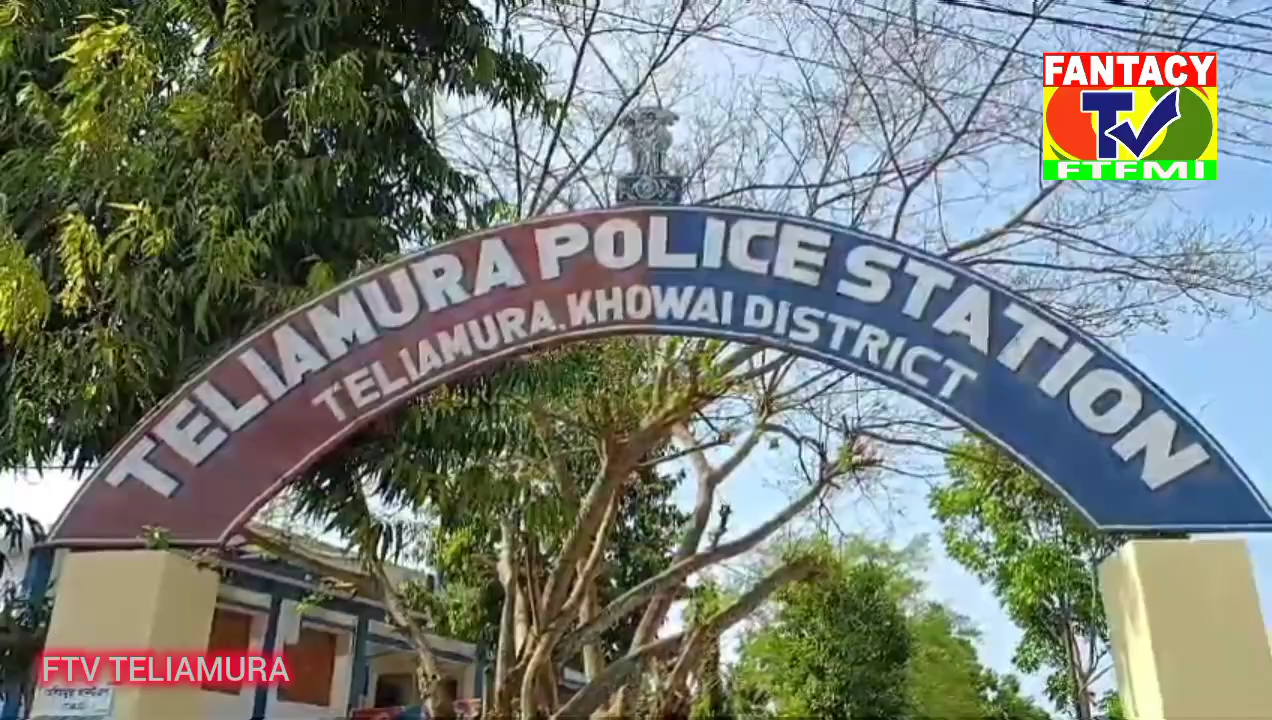 FANTACY
TV
FTFMI
TELIAMURA POLICE STATION
TELIAMURA, KHOWAI DISTRICT
FTV TELIAMURA